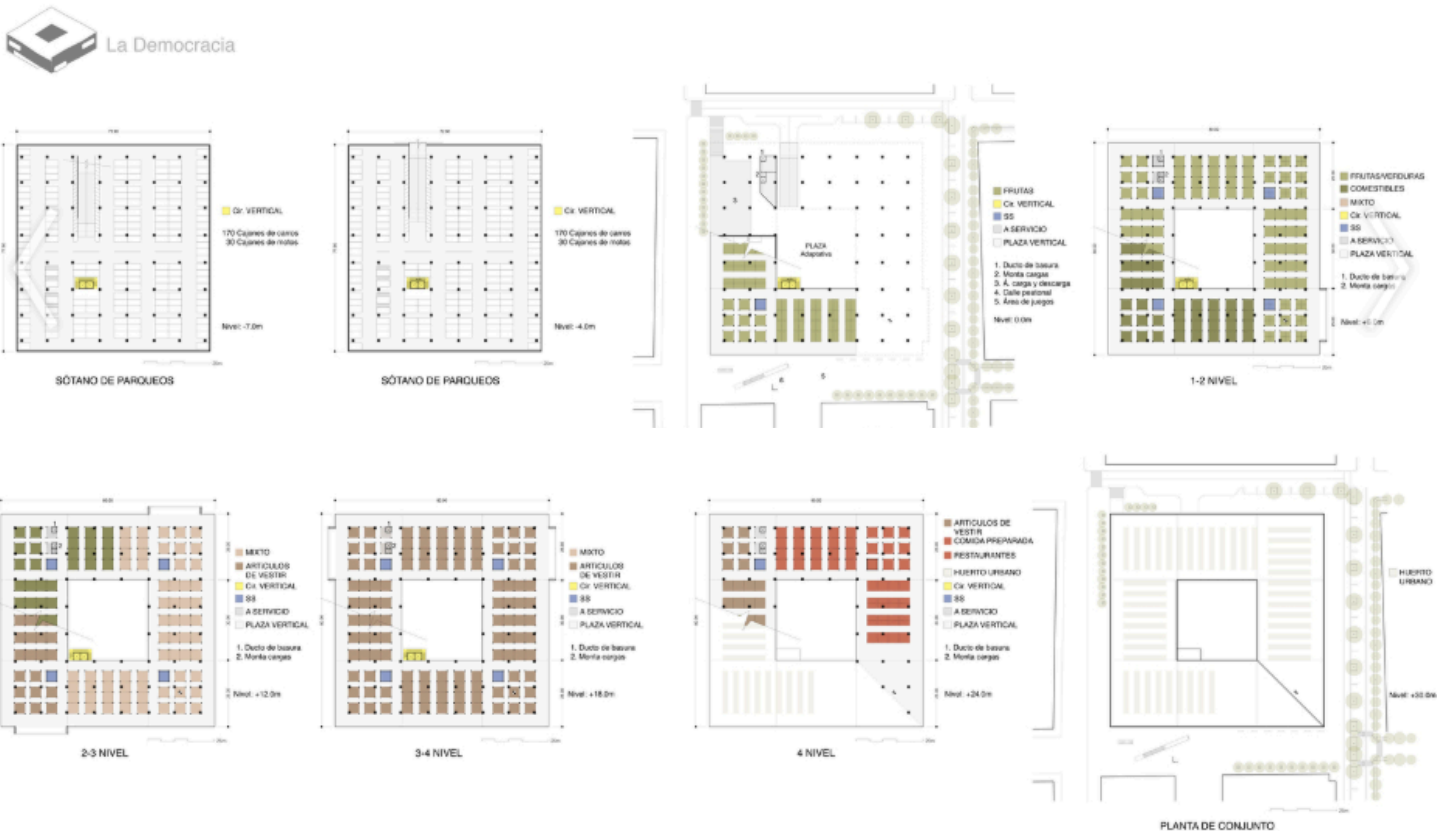 La Democracia
Cir. VERTICAL
170 Cajones de carros
30 Cajones de motos
Nivel: -7.0m
SÓTANO DE PARQUEOS
Cir. VERTICAL
170 Cajones de carros
30 Cajones de motos
Nivel: -4.0m
SÓTANO DE PARQUEOS
PLAZA
Adaptativa
3
5
FRUTAS
Cir. VERTICAL
SS
A SERVICIO
PLAZA VERTICAL
1. Ducto de basura
2. Monta cargas
3. Á. carga y descarga
4. Calle peatonal
5. Área de juegos
Nivel: 0.0m
FRUTAS/VERDURAS
COMESTIBLES
MIXTO
Cir. VERTICAL
SS
A SERVICIO
PLAZA VERTICAL
1. Ducto de basura
2. Monta cargas
1-2 NIVEL
MIXTO
ARTICULOS
DE VESTIR
Cir. VERTICAL
SS
A SERVICIO
PLAZA VERTICAL
1. Ducto de basura
2. Monta cargas
Nivel: +12.0m
2-3 NIVEL
MIXTO
ARTICULOS
DE VESTIR
Cir. VERTICAL
SS
A SERVICIO
PLAZA VERTICAL
1. Ducto de basura
2. Monta cargas
Nivel: +18.0m
3-4 NIVEL
ARTICULOS DE
VESTIR
COMIDA PREPARADA
RESTAURANTES
HUERTO URBANO
Cir. VERTICAL
SS
A SERVICIO
PLAZA VERTICAL
1. Ducto de basura
2. Monta cargas
Nivel: +24.0m
4 NIVEL
HUERTO
URBANO
Nivel: +30.0m
PLANTA DE CONJUNTO